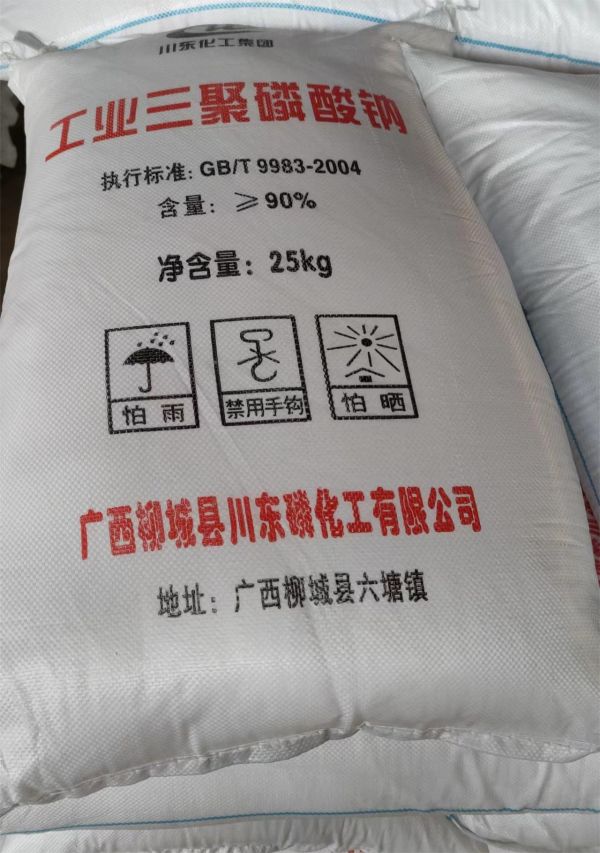 川东化工集团
工业三聚磷酸钠
执行标准: GB/T 9983-2004
含量: ≥90%
净含量: 25kg
怕雨
禁用手钩
怕晒
广西柳城县川东磷化工有限公司
地址: 广西柳城县六塘镇